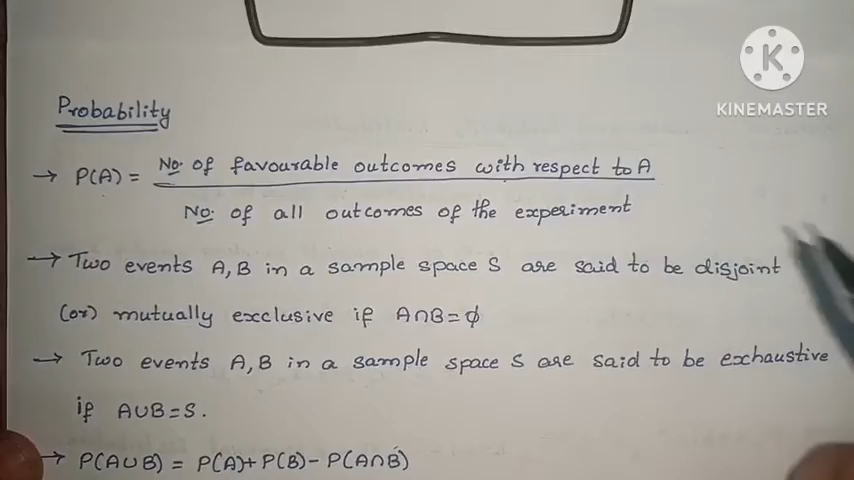 KINEMASTER
Probability
→ P(A) = No. of favourable outcomes with respect to A
No. of all outcomes of the experiment
→ Two events A, B in a sample space S are said to be disjoint
(or) mutually exclusive if A∩B = ϕ
→ Two events A, B in a sample space S are said to be exhaustive
if A∪B = S.
→ P(A∪B) = P(A) + P(B) - P(A∩B)